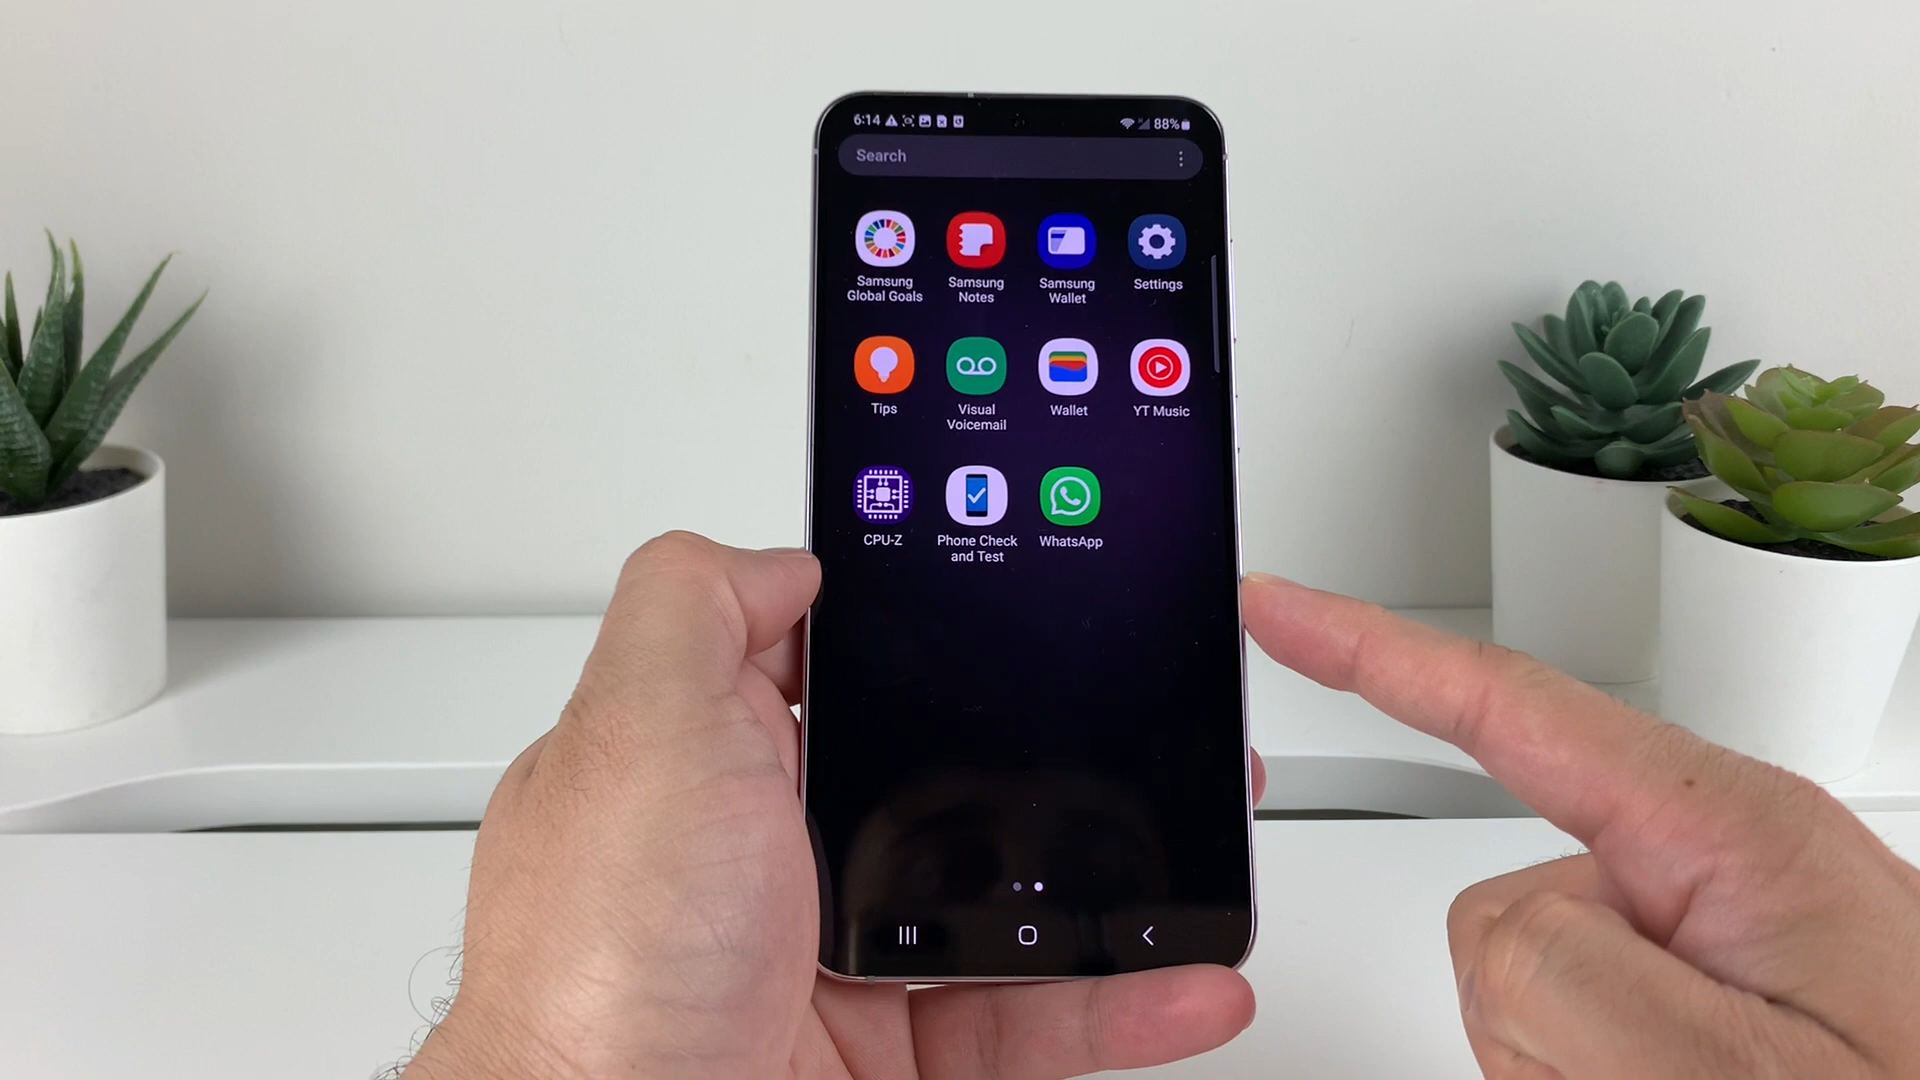 6:14
88%
Search
Samsung
Global Goals
Samsung
Notes
Samsung
Wallet
Settings
Tips
Visual
Voicemail
Wallet
YT Music
CPU-Z
Phone Check
and Test
WhatsApp